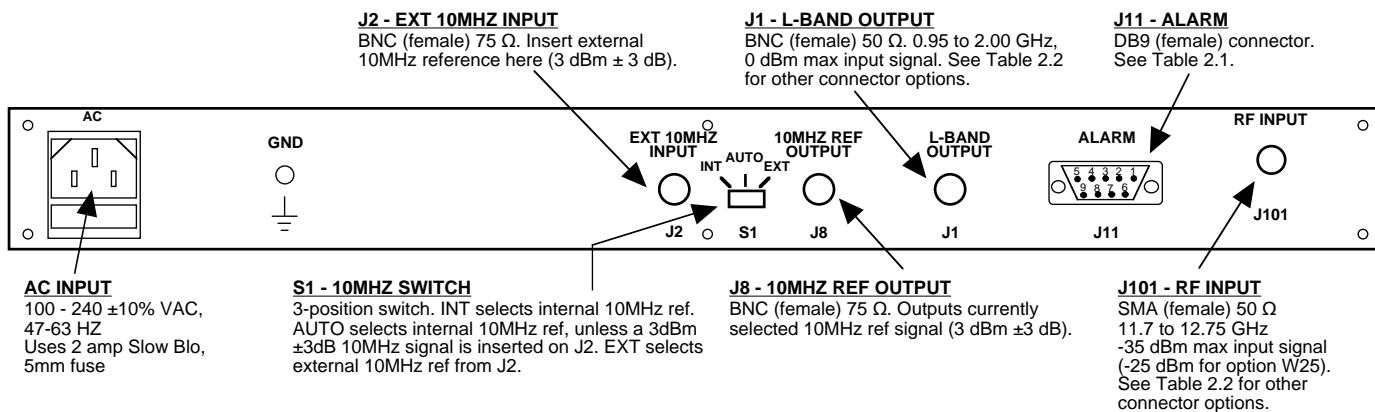 J2 - EXT 10MHZ INPUT
BNC (female) 75 Ω. Insert external
10MHz reference here (3 dBm ± 3 dB).
J1 - L-BAND OUTPUT
BNC (female) 50 Ω. 0.95 to 2.00 GHz,
0 dBm max input signal. See Table 2.2
for other connector options.
J11 - ALARM
DB9 (female) connector.
See Table 2.1.
AC
GND
EXT 10MHZ
INPUT
J2
INT
AUTO
EXT
S1
10MHZ REF
OUTPUT
J8
L-BAND
OUTPUT
J1
ALARM
5 4 3 2 1
9 8 7 6
J11
RF INPUT
J101
AC INPUT
100 - 240 ±10% VAC,
47-63 HZ
Uses 2 amp Slow Blo,
5mm fuse
S1 - 10MHZ SWITCH
3-position switch. INT selects internal 10MHz ref.
AUTO selects internal 10MHz ref, unless a 3dBm
±3dB 10MHz signal is inserted on J2. EXT selects
external 10MHz ref from J2.
J8 - 10MHZ REF OUTPUT
BNC (female) 75 Ω. Outputs currently
selected 10MHz ref signal (3 dBm ±3 dB).
J101 - RF INPUT
SMA (female) 50 Ω
11.7 to 12.75 GHz
-35 dBm max input signal
(-25 dBm for option W25).
See Table 2.2 for other
connector options.